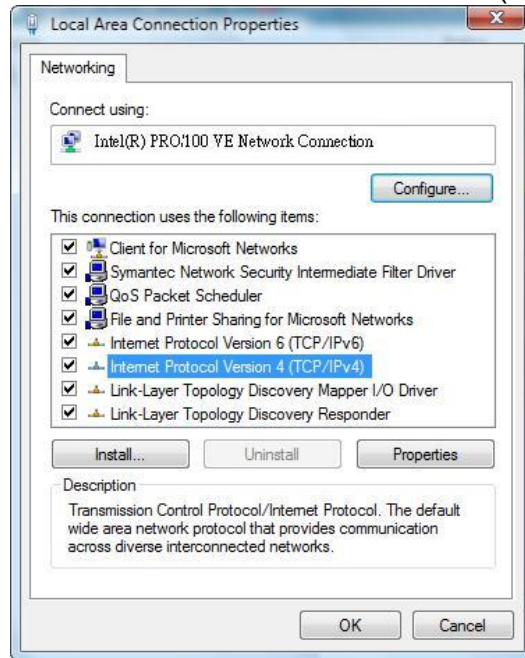 (
Local Area Connection Properties
Networking
Connect using:
Intel(R) PRO/100 VE Network Connection
Configure...
This connection uses the following items:
Client for Microsoft Networks
Symantec Network Security Intermediate Filter Driver
QoS Packet Scheduler
File and Printer Sharing for Microsoft Networks
Internet Protocol Version 6 (TCP/IPv6)
Internet Protocol Version 4 (TCP/IPv4)
Link-Layer Topology Discovery Mapper I/O Driver
Link-Layer Topology Discovery Responder
Install... Uninstall Properties
Description
Transmission Control Protocol/Internet Protocol. The default
wide area network protocol that provides communication
across diverse interconnected networks.
OK Cancel